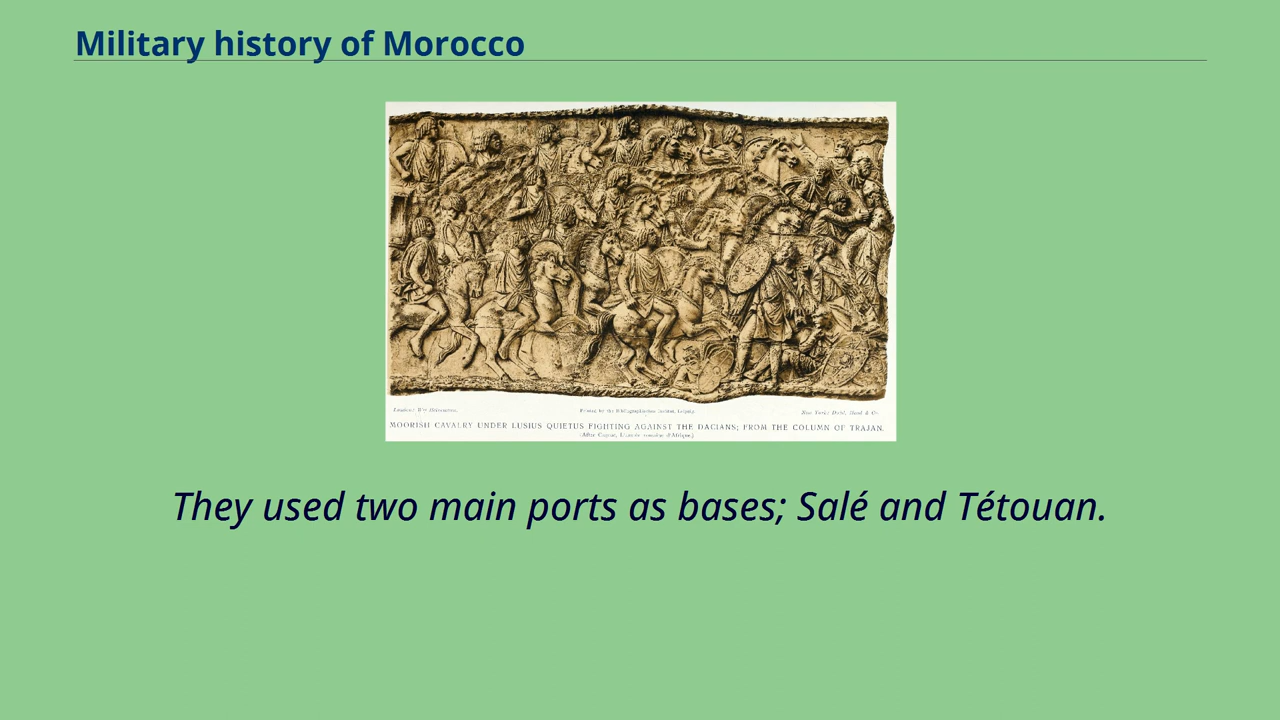 Military history of Morocco
MOORISH CAVALRY UNDER LUSIUS QUIETUS FIGHTING AGAINST THE DACIANS; FROM THE COLUMN OF TRAJAN.
They used two main ports as bases; Salé and Tétouan.